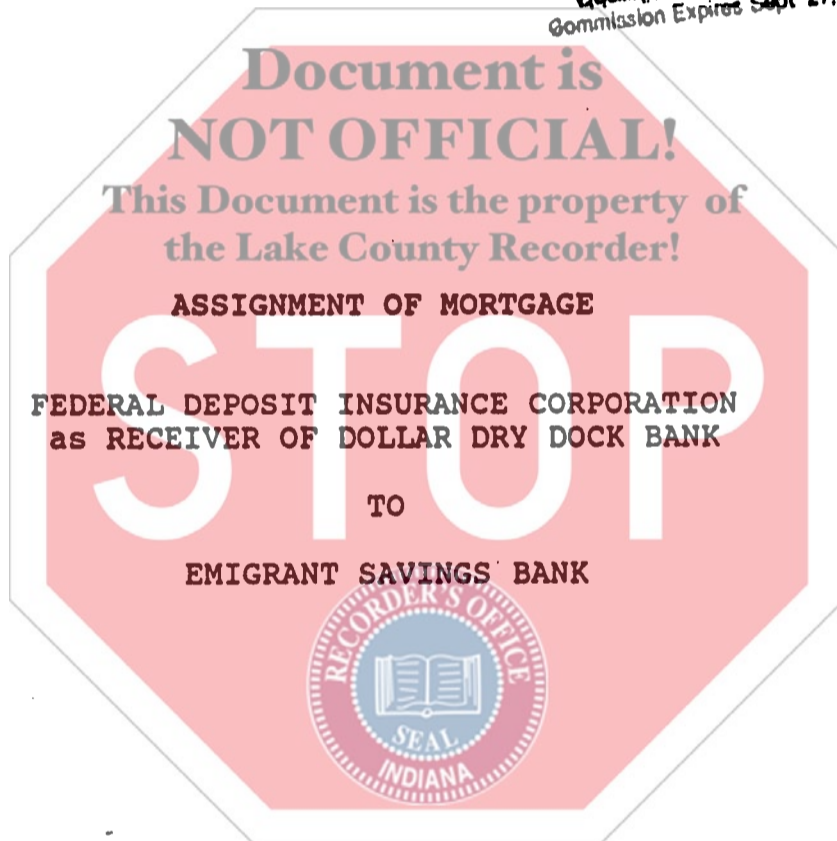 Commission Expires Sept 27,
Document is
NOT OFFICIAL!
This Document is the property of
the Lake County Recorder!
ASSIGNMENT OF MORTGAGE
FEDERAL DEPOSIT INSURANCE CORPORATION
as RECEIVER OF DOLLAR DRY DOCK BANK
STOP
TO
EMIGRANT SAVINGS BANK
RECORDER'S OFFICE
SEAL
INDIANA